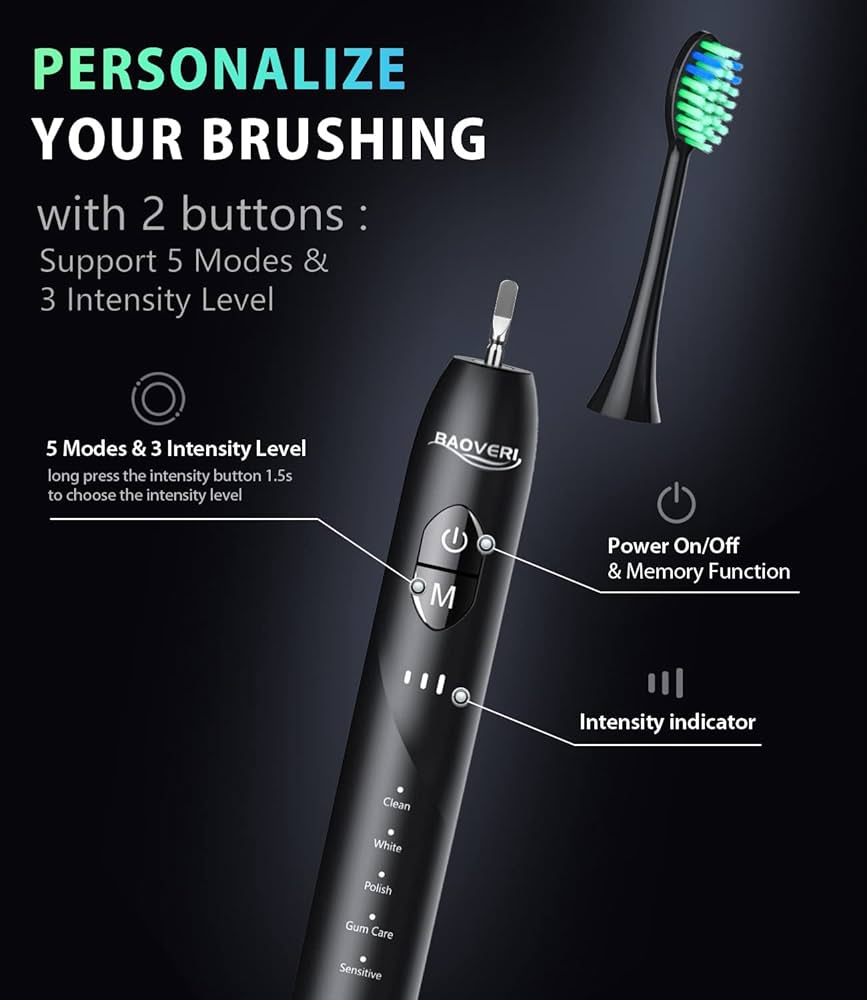 PERSONALIZE
YOUR BRUSHING
with 2 buttons :
Support 5 Modes &
3 Intensity Level
5 Modes & 3 Intensity Level
long press the intensity button 1.5s
to choose the intensity level
BAOVERI
M
Power On/Off
& Memory Function
Intensity indicator
Clean
White
Polish
Gum Care
Sensitive